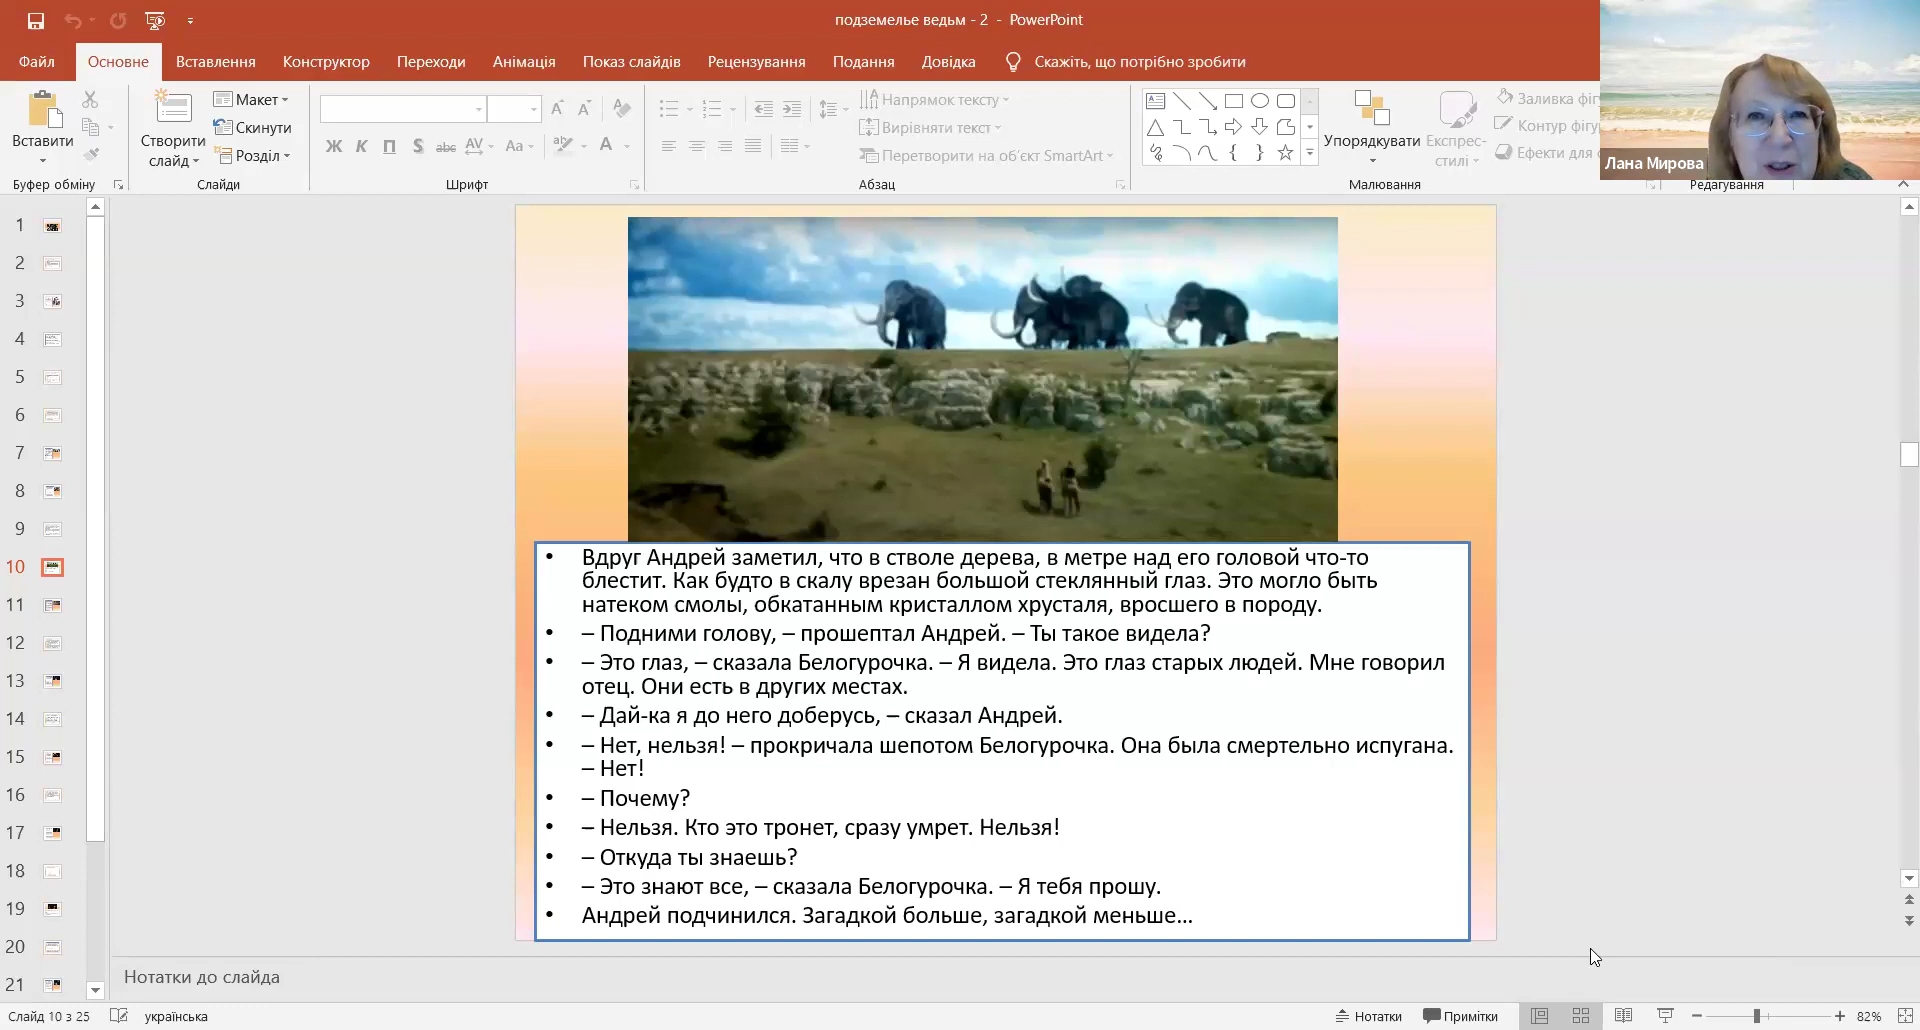 подземелье ведьм - 2 - PowerPoint
Файл Основне Вставлення Конструктор Переходи Анімація Показ слайдів Рецензування Подання Довідка Скажіть, що потрібно зробити
Вставити
Створити слайд
Макет
Скинути
Розділ
Ж К П S abc AV Aa ab A
Напрямок тексту
Вирівняти текст
Перетворити на об'єкт SmartArt
Упорядкувати
Експрес-
стилі
Заливка фігу
Контур фігу
Ефекти для
Буфер обміну Слайди Шрифт Абзац Малювання Редагування
Лана Мирова
1
2
3
4
5
6
7
8
9
10
11
12
13
14
15
16
17
18
19
20
21
• Вдруг Андрей заметил, что в стволе дерева, в метре над его головой что-то
блестит. Как будто в скалу врезан большой стеклянный глаз. Это могло быть
натеком смолы, обкатанным кристаллом хрусталя, вросшего в породу.
• – Подними голову, – прошептал Андрей. – Ты такое видела?
• – Это глаз, – сказала Белогурочка. – Я видела. Это глаз старых людей. Мне говорил
отец. Они есть в других местах.
• – Дай-ка я до него доберусь, – сказал Андрей.
• – Нет, нельзя! – прокричала шепотом Белогурочка. Она была смертельно испугана.
– Нет!
• – Почему?
• – Нельзя. Кто это тронет, сразу умрет. Нельзя!
• – Откуда ты знаешь?
• – Это знают все, – сказала Белогурочка. – Я тебя прошу.
• Андрей подчинился. Загадкой больше, загадкой меньше…
Нотатки до слайда
Слайд 10 з 25 українська Нотатки Примітки 82%